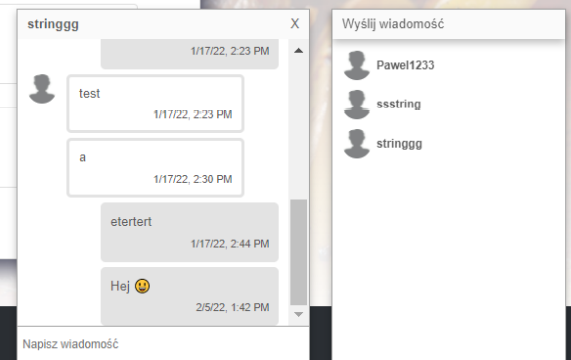 stringgg X
1/17/22, 2:23 PM
test
1/17/22, 2:23 PM
a
1/17/22, 2:30 PM
etertert
1/17/22, 2:44 PM
Hej 😀
2/5/22, 1:42 PM
Napisz wiadomość
Wyślij wiadomość
Pawel1233
ssstring
stringgg